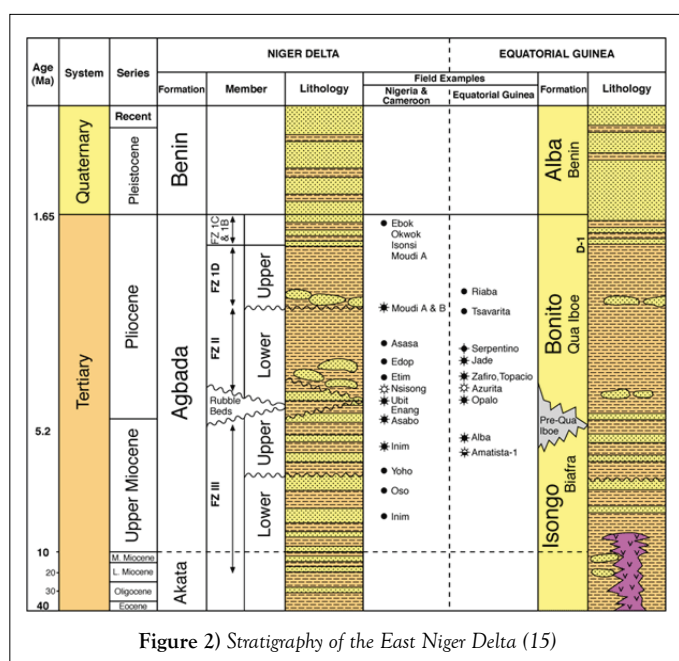 NIGER DELTA
EQUATORIAL GUINEA
Age
(Ma)
System
Series
Formation
Member
Lithology
Field Examples
Nigeria &
Cameroon
Equatorial Guinea
Formation
Lithology
Recent
Quaternary
Pleistocene
Benin
Alba
Benin
1.65
FZ 1C
& 1B
Ebok
Okwok
Isonsi
Moudi A
D-1
Tertiary
Pliocene
Agbada
FZ 1D
Upper
Riaba
Moudi A & B
Tsavarita
Bonito
Qua Iboe
FZ II
Lower
Asasa
Serpentino
Edop
Jade
Etim
Zafiro,Topacio
Nsisong
Azurita
Rubble
Beds
Ubit
Opalo
Enang
Asabo
Pre-Qua
Iboe
5.2
Upper Miocene
FZ III
Upper
Inim
Alba
Amatista-1
Yoho
Lower
Oso
Inim
Isongo
Biafra
10
M. Miocene
20
L. Miocene
Akata
30
Oligocene
40
Eocene
Figure 2) Stratigraphy of the East Niger Delta (15)